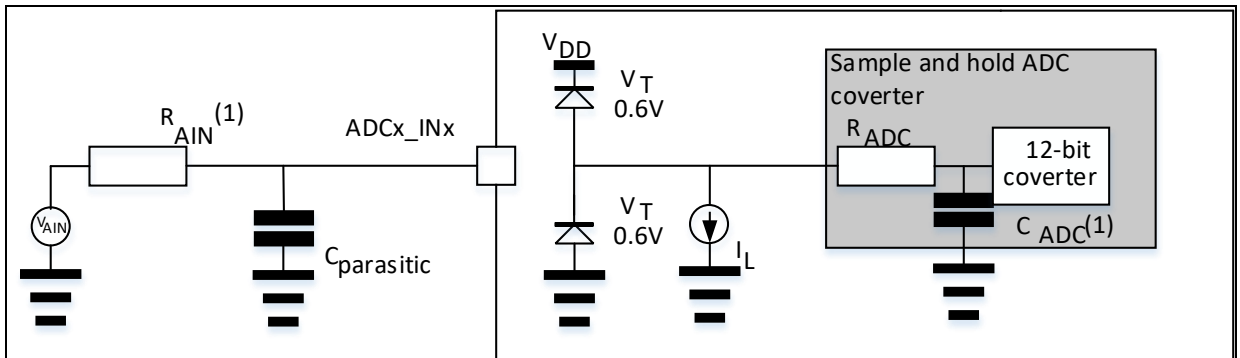 V_DD
V_T
0.6V
Sample and hold ADC
coverter
R_AIN(1)
ADCx_INx
R_ADC
12-bit
coverter
V_AIN
C_parasitic
V_T
0.6V
I_L
C_ADC(1)